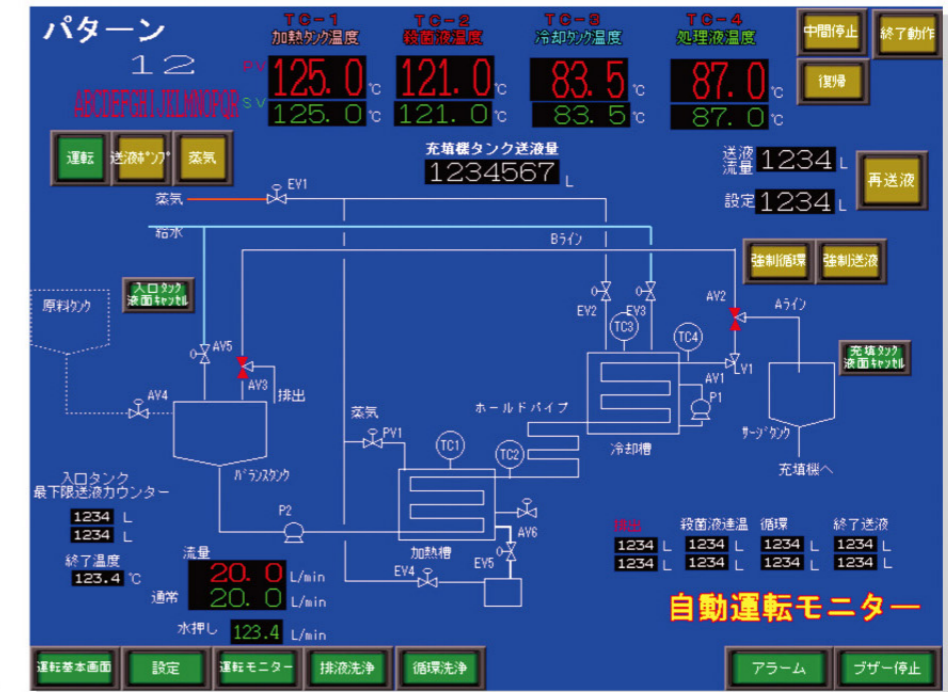 パターン
12
ABCDEFGHIJKLMNOPQR
TC-1
加熱タンク温度
PV 125.0 ℃
SV 125.0 ℃
TC-2
殺菌液温度
121.0 ℃
121.0 ℃
TC-3
冷却タンク温度
83.5 ℃
83.5 ℃
TC-4
処理液温度
87.0 ℃
87.0 ℃
中間停止
終了動作
復帰
運転
送液ポンプ
蒸気
充填機タンク送液量
1234567 L
送液
流量 1234 L
設定 1234 L
再送液
蒸気
EV1
給水
Bライン
強制循環
強制送液
入口タンク
液面キャンセル
原料タンク
EV2
EV3
AV2
Aライン
TC3
TC4
AV5
LV1
充填タンク
液面キャンセル
AV3
AV1
AV4
排出
P1
ホールドパイプ
蒸気
PV1
TC1
TC2
冷却槽
サージタンク
充填機へ
バランスタンク
入口タンク
最下限送液カウンター
1234 L
1234 L
P2
AV6
加熱槽
EV5
EV4
終了温度
123.4 ℃
流量
20.0 L/min
通常 20.0 L/min
水押し 123.4 L/min
排出 殺菌液達温 循環 終了送液
1234 L 1234 L 1234 L 1234 L
1234 L 1234 L 1234 L 1234 L
自動運転モニター
運転基本画面
設定
運転モニター
排液洗浄
循環洗浄
アラーム
ブザー停止